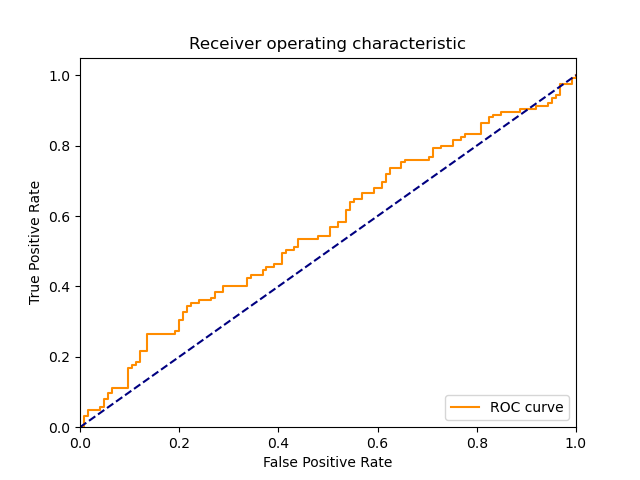 Receiver operating characteristic
True Positive Rate
1.0
0.8
0.6
0.4
0.2
0.0
ROC curve
0.0 0.2 0.4 0.6 0.8 1.0
False Positive Rate